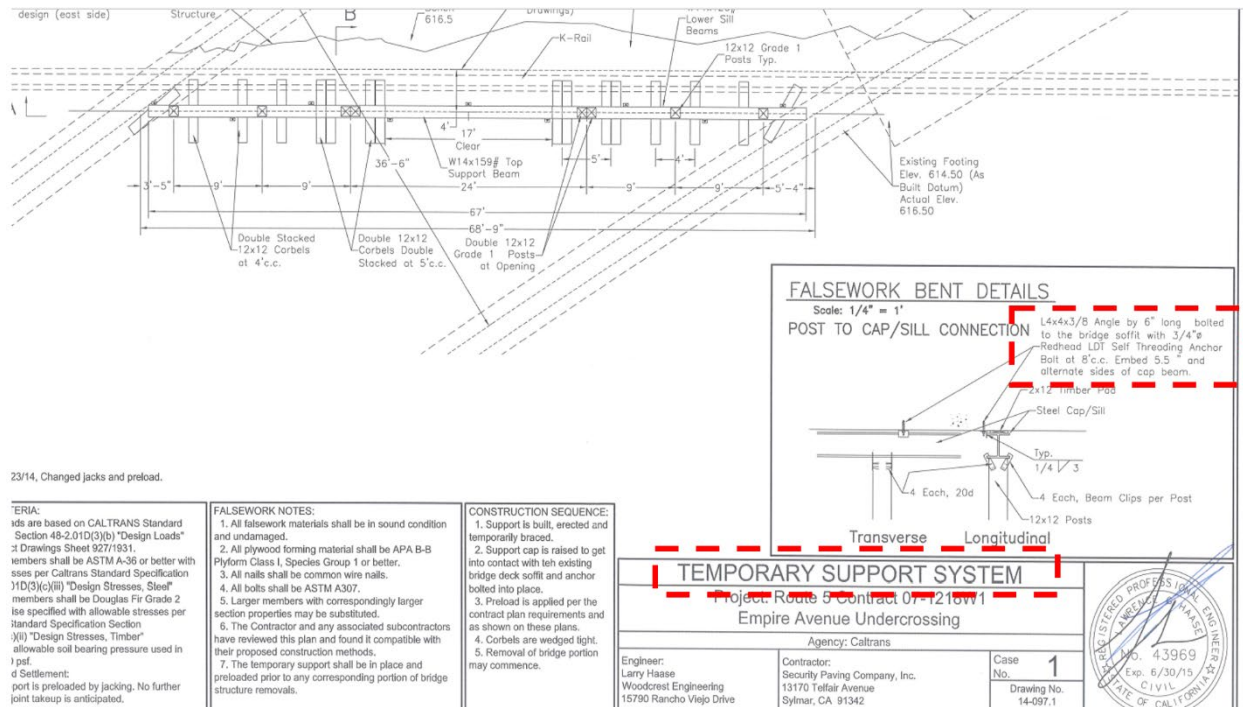 design (east side)
Structure
B
616.5
Drawings)
Lower Sill
Beams
K-Rail
12x12 Grade 1
Posts Typ.
4'
17'
Clear
36'-6"
W14x159# Top
Support Beam
5'
4'
Existing Footing
Elev. 614.50 (As
Built Datum)
Actual Elev.
616.50
3'-5"
9'
9'
24'
9'
9'
5'-4"
67'
68'-9"
Double Stacked
12x12 Corbels
at 4'c.c.
Double 12x12
Corbels Double
Stacked at 5'c.c.
Double 12x12
Grade 1 Posts
at Opening
FALSEWORK BENT DETAILS
Scale: 1/4" = 1'
POST TO CAP/SILL CONNECTION
L4x4x3/8 Angle by 6" long bolted
to the bridge soffit with 3/4"ø
Redhead LDT Self Threading Anchor
Bolt at 8'c.c. Embed 5.5 " and
alternate sides of cap beam.
2x12 Timber Pad
Steel Cap/Sill
Typ.
1/4 3
4 Each, 20d
4 Each, Beam Clips per Post
12x12 Posts
Transverse Longitudinal
23/14, Changed jacks and preload.
TERIA:
ads are based on CALTRANS Standard
Section 48-2.01D(3)(b) "Design Loads"
ct Drawings Sheet 927/1931.
members shall be ASTM A-36 or better with
sses per Caltrans Standard Specification
01D(3)(c)(iii) "Design Stresses, Steel"
members shall be Douglas Fir Grade 2
ise specified with allowable stresses per
Standard Specification Section
)(ii) "Design Stresses, Timber"
allowable soil bearing pressure used in
psf.
d Settlement:
port is preloaded by jacking. No further
joint takeup is anticipated.
FALSEWORK NOTES:
1. All falsework materials shall be in sound condition
and undamaged.
2. All plywood forming material shall be APA B-B
Plyform Class I, Species Group 1 or better.
3. All nails shall be common wire nails.
4. All bolts shall be ASTM A307.
5. Larger members with correspondingly larger
section properties may be substituted.
6. The Contractor and any associated subcontractors
have reviewed this plan and found it compatible with
their proposed construction methods.
7. The temporary support shall be in place and
preloaded prior to any corresponding portion of bridge
structure removals.
CONSTRUCTION SEQUENCE:
1. Support is built, erected and
temporarily braced.
2. Support cap is raised to get
into contact with teh existing
bridge deck soffit and anchor
bolted into place.
3. Preload is applied per the
contract plan requirements and
as shown on these plans.
4. Corbels are wedged tight.
5. Removal of bridge portion
may commence.
TEMPORARY SUPPORT SYSTEM
Project: Route 5 Contract 07-1218W1
Empire Avenue Undercrossing
Agency: Caltrans
Engineer:
Larry Haase
Woodcrest Engineering
15790 Rancho Viejo Drive
Contractor:
Security Paving Company, Inc.
13170 Telfair Avenue
Sylmar, CA 91342
Case
No. 1
Drawing No.
14-097.1
REGISTERED PROFESSIONAL ENGINEER
LAWRENCE HAASE
No. 43969
Exp. 6/30/15
CIVIL
STATE OF CALIFORNIA